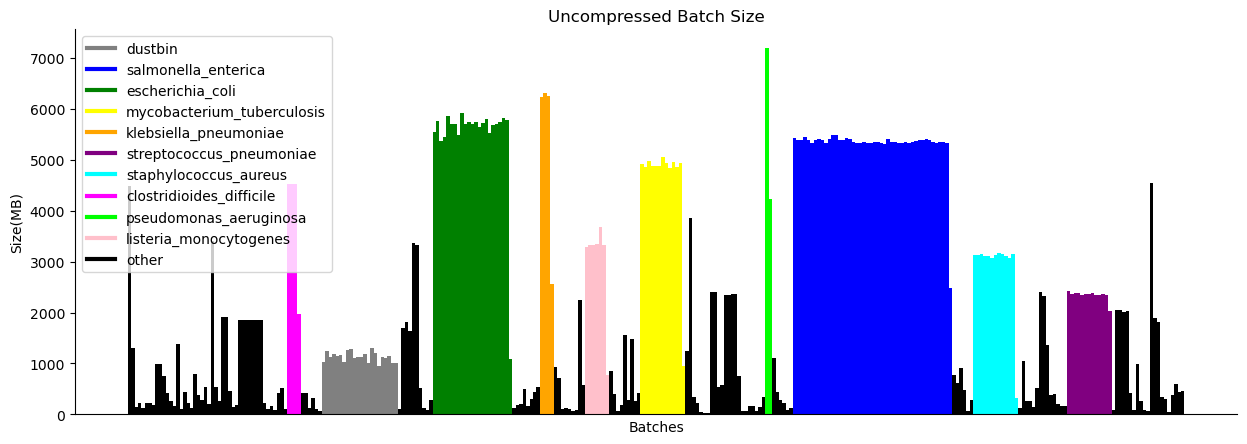 Uncompressed Batch Size
dustbin
salmonella_enterica
escherichia_coli
mycobacterium_tuberculosis
klebsiella_pneumoniae
streptococcus_pneumoniae
staphylococcus_aureus
clostridioides_difficile
pseudomonas_aeruginosa
listeria_monocytogenes
other
7000
6000
5000
4000
3000
2000
1000
0
Size(MB)
Batches